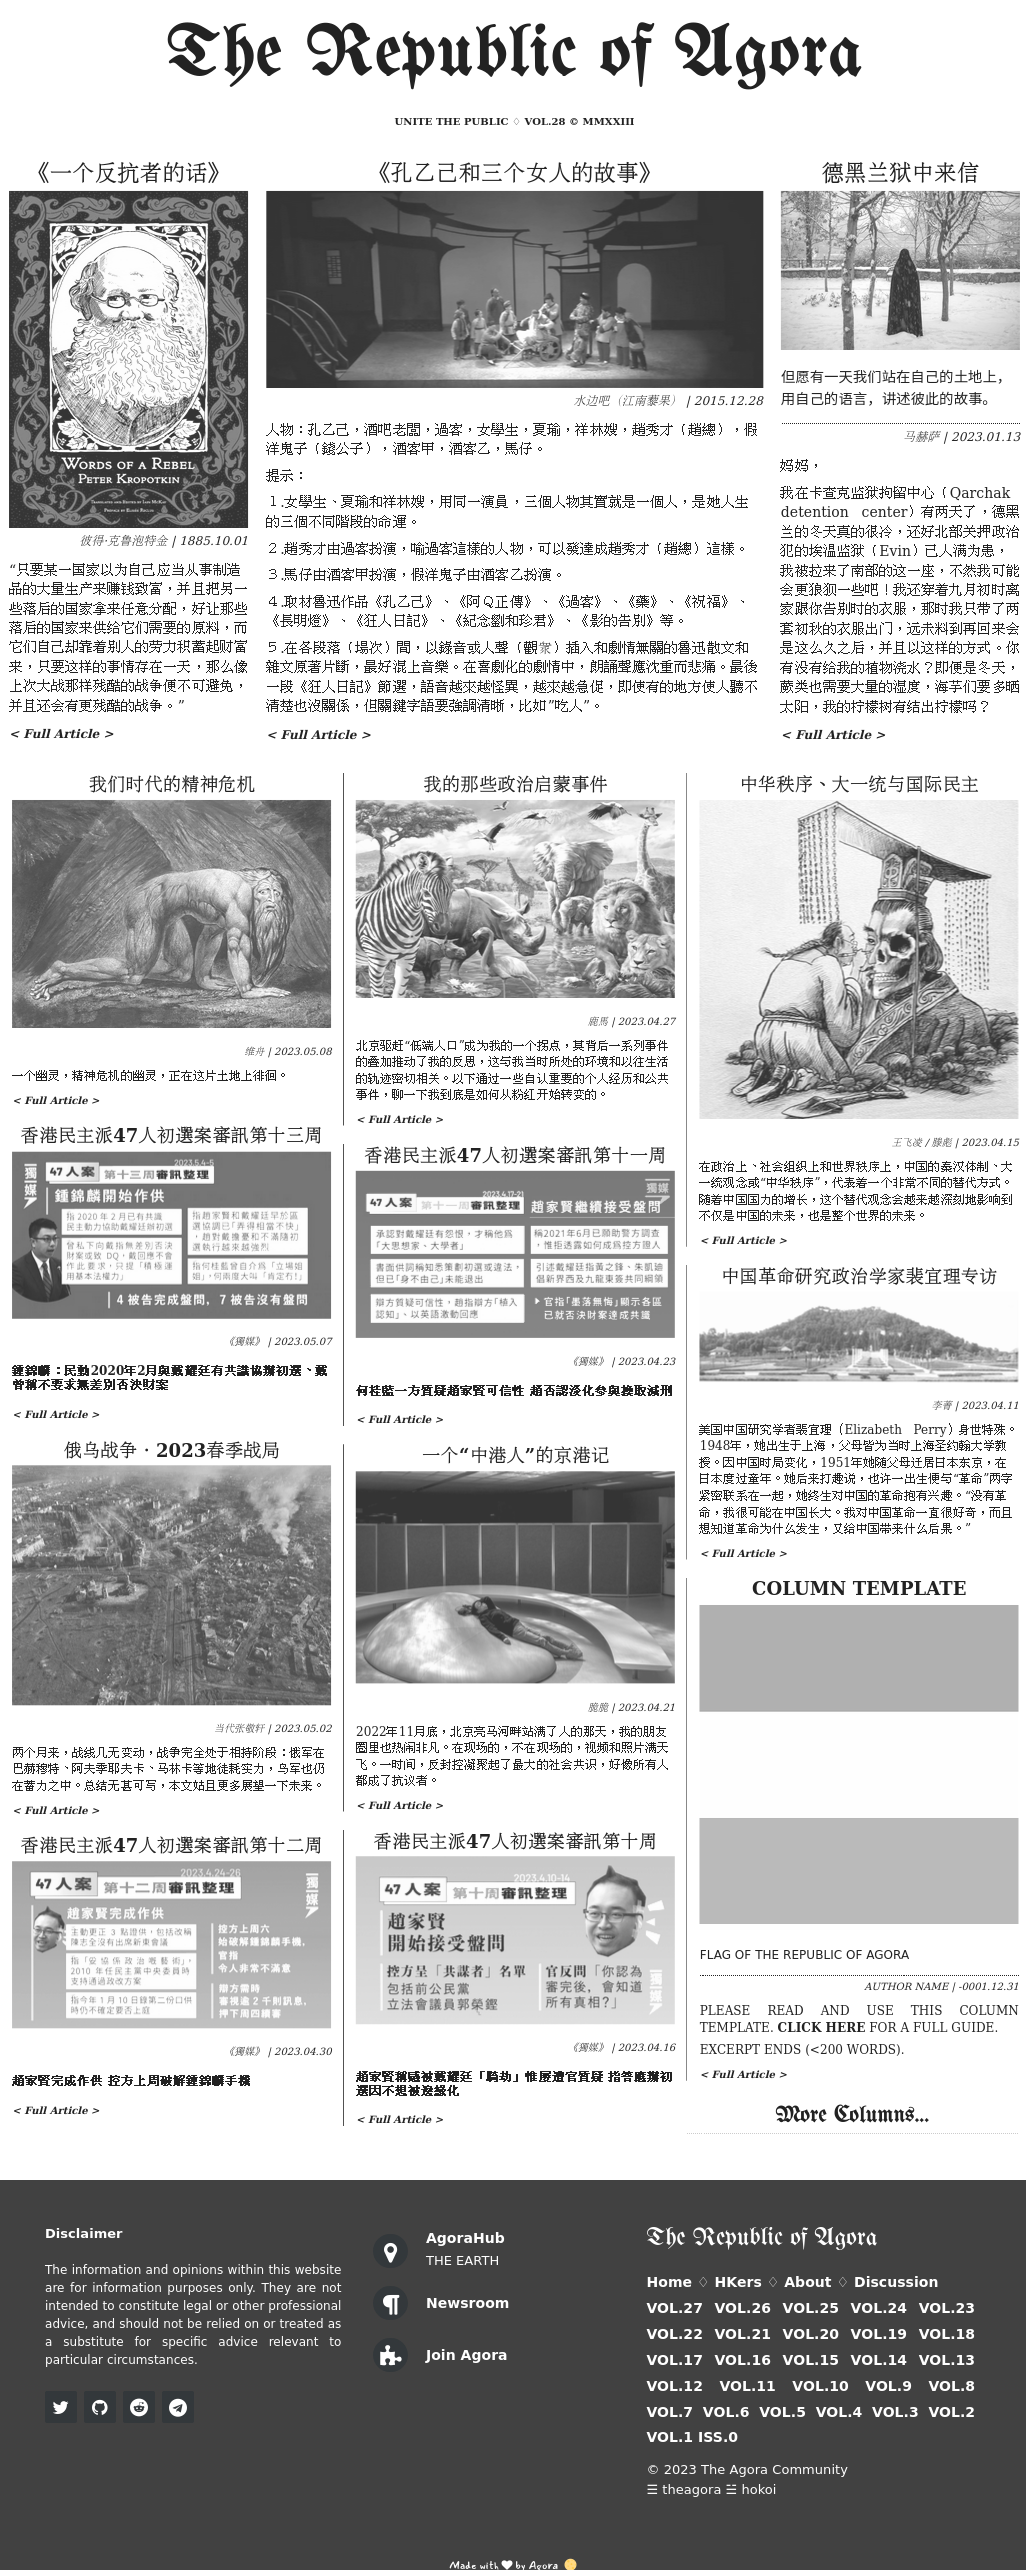 The Republic of Agora
UNITE THE PUBLIC ♢ VOL.28 © MMXXIII
《一个反抗者的话》
WORDS OF A REBEL
PETER KROPOTKIN
彼得·克鲁泡特金 | 1885.10.01
“只要某一国家以为自己应当从事制造
品的大量生产来赚钱致富，并且把另一
些落后的国家拿来任意分配，好让那些
落后的国家来供给它们需要的原料，而
它们自己却靠着别人的劳力积蓄起财富
来，只要这样的事情存在一天，那么像
上次大战那样残酷的战争便不可避免，
并且还会有更残酷的战争。”
< Full Article >
《孔乙己和三个女人的故事》
水边吧（江南藜果） | 2015.12.28
人物：孔乙己，酒吧老闆，過客，女學生，夏瑜，祥林嫂，趙秀才（趙總），假
洋鬼子（錢公子），酒客甲，酒客乙，馬仔。
提示：
１.女學生、夏瑜和祥林嫂，用同一演員，三個人物其實就是一個人，是她人生
的三個不同階段的命運。
２.趙秀才由過客扮演，喻過客這樣的人物，可以發達成趙秀才（趙總）這樣。
３.馬仔由酒客甲扮演，假洋鬼子由酒客乙扮演。
４.取材魯迅作品《孔乙己》、《阿Ｑ正傳》、《過客》、《藥》、《祝福》、
《長明燈》、《狂人日記》、《紀念劉和珍君》、《影的告別》等。
５.在各段落（場次）間，以錄音或人聲（觀眾）插入和劇情無關的魯迅散文和
雜文原著片斷，最好混上音樂。在喜劇化的劇情中，朗誦聲應沈重而悲痛。最後
一段《狂人日記》節選，語音越來越怪異，越來越急促，即使有的地方使人聽不
清楚也沒關係，但關鍵字語要強調清晰，比如”吃人”。
< Full Article >
德黑兰狱中来信
但愿有一天我们站在自己的土地上，
用自己的语言，讲述彼此的故事。
马赫萨 | 2023.01.13
妈妈，
我在卡查克监狱拘留中心（Qarchak
detention center）有两天了，德黑
兰的冬天真的很冷，还好北部关押政治
犯的埃温监狱（Evin）已人满为患，
我被拉来了南部的这一座，不然我可能
会更狼狈一些吧！我还穿着九月初时离
家跟你告别时的衣服，那时我只带了两
套初秋的衣服出门，远未料到再回来会
是这么久之后，并且以这样的方式。你
有没有给我的植物浇水？即便是冬天，
蕨类也需要大量的湿度，海芋们要多晒
太阳，我的柠檬树有结出柠檬吗？
< Full Article >
我们时代的精神危机
维舟 | 2023.05.08
一个幽灵，精神危机的幽灵，正在这片土地上徘徊。
< Full Article >
香港民主派47人初選案審訊第十三周
2023.5.4-5
47人案 第十三周審訊整理
獨媒
鍾錦麟開始作供
指2020年2月已有共識
民主動力協助戴耀廷辦初選
曾私下向戴指無差別否決
財案或致 DQ，戴回應不會
作此要求，只提「積極運
用基本法權力」
指趙家賢和戴耀廷早於選
區協調已「弄得相當不快」
，趙對戴擔憂和不滿隨初
選執行越來越強烈
指何桂藍曾自介為「立場姐
姐」，何兩度大叫「肯定冇!」
4 被告完成盤問，7 被告沒有盤問
《獨媒》 | 2023.05.07
鍾錦麟：民動2020年2月與戴耀廷有共識協辦初選、戴
曾稱不要求無差別否決財案
< Full Article >
俄乌战争 · 2023春季战局
当代张敬轩 | 2023.05.02
两个月来，战线几无变动，战争完全处于相持阶段：俄军在
巴赫穆特、阿夫季耶夫卡、马林卡等地徒耗实力，乌军也仍
在蓄力之中。总结无甚可写，本文姑且更多展望一下未来。
< Full Article >
香港民主派47人初選案審訊第十二周
2023.4.24-26
47人案 第十二周審訊整理
獨媒
趙家賢完成作供
主動更正 3 點證供，包括改稱
陳志全沒有出席新東會議
指「妥協係政治嘅藝術」，
2010 年任民主黨中央委員時
支持通過政改方案
指今年 1 月 10 日錄第二份口供
時仍不確定要否上庭
控方上周六
始破解鍾錦麟手機，
官指
令人非常不滿意
辯方需時
審視逾 2 千則訊息，
押下周四續審
《獨媒》 | 2023.04.30
趙家賢完成作供 控方上周破解鍾錦麟手機
< Full Article >
我的那些政治启蒙事件
鹿馬 | 2023.04.27
北京驱赶“低端人口”成为我的一个拐点，其背后一系列事件
的叠加推动了我的反思，这与我当时所处的环境和以往生活
的轨迹密切相关。以下通过一些自认重要的个人经历和公共
事件，聊一下我到底是如何从粉红开始转变的。
< Full Article >
香港民主派47人初選案審訊第十一周
2023.4.17-21
47人案 第十一周審訊整理
獨媒
趙家賢繼續接受盤問
承認對戴耀廷有怨恨，才稱他為
「大思想家、大學者」
稱2021年6月已願助警方調查
，惟拒透露如何成為控方證人
書面供詞稱知悉策劃初選或違法，
但已「身不由己」未能退出
引述戴耀廷指黃之鋒、朱凱廸
倡新界西及九龍東簽共同綱領
辯方質疑可信性，趙指辯方「植入
認知」、以英語激動回應
官指「墨落無悔」顯示各區
已就否決財案達成共識
《獨媒》 | 2023.04.23
何桂藍一方質疑趙家賢可信性 趙否認淡化參與換取減刑
< Full Article >
一个“中港人”的京港记
脆脆 | 2023.04.21
2022年11月底，北京亮马河畔站满了人的那天，我的朋友
圈里也热闹非凡。在现场的，不在现场的，视频和照片满天
飞。一时间，反封控凝聚起了最大的社会共识，好像所有人
都成了抗议者。
< Full Article >
香港民主派47人初選案審訊第十周
2023.4.10-14
47人案 第十周審訊整理
趙家賢
開始接受盤問
控方呈「共謀者」名單
包括前公民黨
立法會議員郭榮鏗
官反問「你認為
審完後，會知道
所有真相?」
獨媒
《獨媒》 | 2023.04.16
趙家賢稱感被戴耀廷「騎劫」惟屢遭官質疑 指答應辦初
選因不想被邊緣化
< Full Article >
中华秩序、大一统与国际民主
王飞凌 / 滕彪 | 2023.04.15
在政治上、社会组织上和世界秩序上，中国的秦汉体制、大
一统观念或“中华秩序”，代表着一个非常不同的替代方式。
随着中国国力的增长，这个替代观念会越来越深刻地影响到
不仅是中国的未来，也是整个世界的未来。
< Full Article >
中国革命研究政治学家裴宜理专访
李菁 | 2023.04.11
美国中国研究学者裴宜理（Elizabeth Perry）身世特殊。
1948年，她出生于上海，父母皆为当时上海圣约翰大学教
授。因中国时局变化，1951年她随父母迁居日本东京，在
日本度过童年。她后来打趣说，也许一出生便与“革命”两字
紧密联系在一起，她终生对中国的革命抱有兴趣。“没有革
命，我很可能在中国长大。我对中国革命一直很好奇，而且
想知道革命为什么发生，又给中国带来什么后果。”
< Full Article >
COLUMN TEMPLATE
FLAG OF THE REPUBLIC OF AGORA
AUTHOR NAME | -0001.12.31
PLEASE READ AND USE THIS COLUMN
TEMPLATE. CLICK HERE FOR A FULL GUIDE.
EXCERPT ENDS (<200 WORDS).
< Full Article >
More Columns...
Disclaimer
The information and opinions within this website
are for information purposes only. They are not
intended to constitute legal or other professional
advice, and should not be relied on or treated as
a substitute for specific advice relevant to
particular circumstances.
AgoraHub
THE EARTH
Newsroom
Join Agora
The Republic of Agora
Home ♢ HKers ♢ About ♢ Discussion
VOL.27 VOL.26 VOL.25 VOL.24 VOL.23
VOL.22 VOL.21 VOL.20 VOL.19 VOL.18
VOL.17 VOL.16 VOL.15 VOL.14 VOL.13
VOL.12 VOL.11 VOL.10 VOL.9 VOL.8
VOL.7 VOL.6 VOL.5 VOL.4 VOL.3 VOL.2
VOL.1 ISS.0
© 2023 The Agora Community
☰ theagora ☱ hokoi
Made with ♥ by Agora